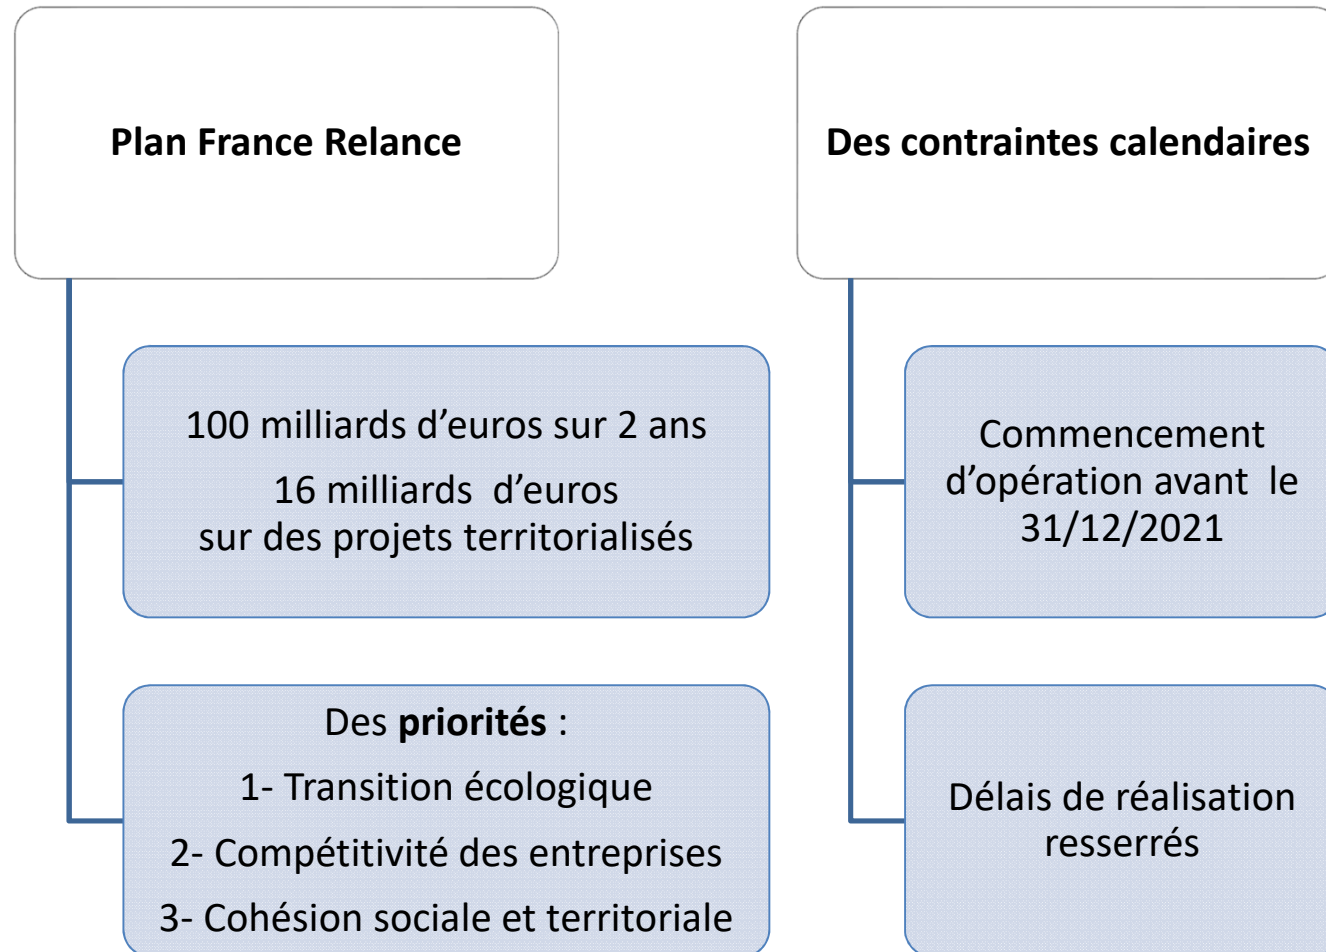 Plan France Relance
100 milliards d’euros sur 2 ans
16 milliards d’euros
sur des projets territorialisés
Des priorités :
1- Transition écologique
2- Compétitivité des entreprises
3- Cohésion sociale et territoriale
Des contraintes calendaires
Commencement
d’opération avant le
31/12/2021
Délais de réalisation
resserrés